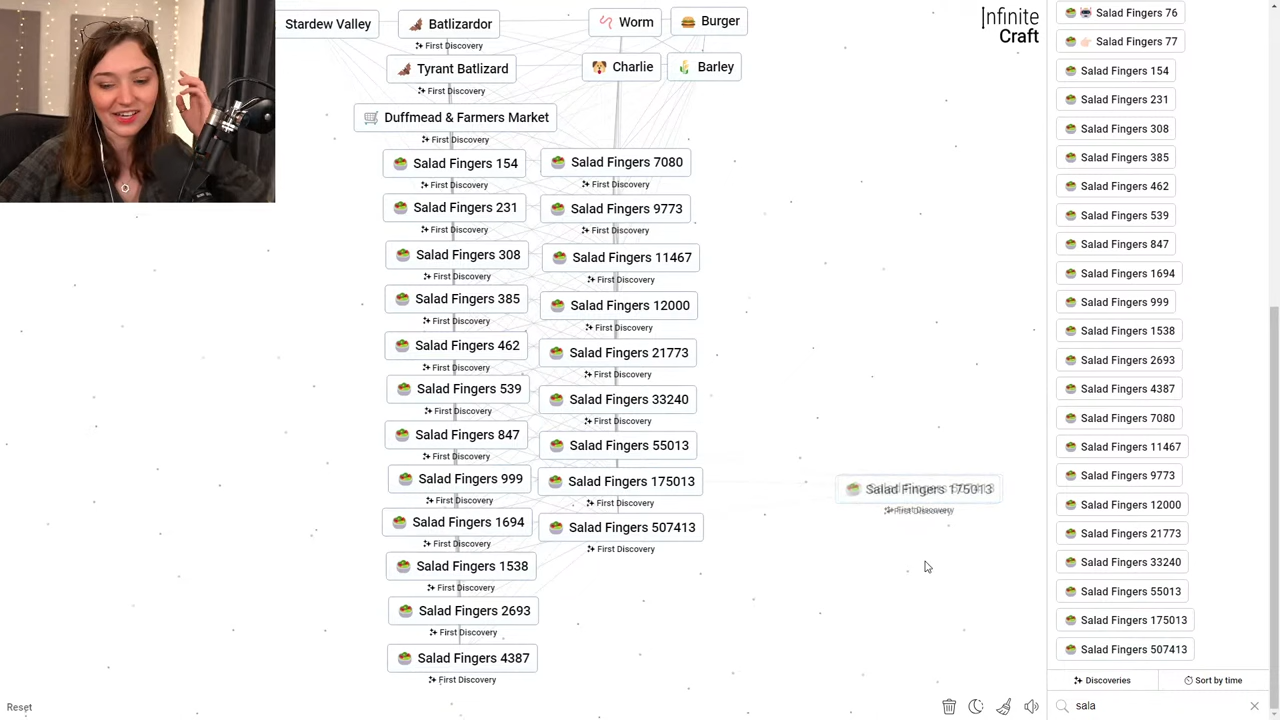 Stardew Valley
Batlizardor
First Discovery
Tyrant Batlizard
First Discovery
Duffmead & Farmers Market
First Discovery
Salad Fingers 154
First Discovery
Salad Fingers 231
First Discovery
Salad Fingers 308
First Discovery
Salad Fingers 385
First Discovery
Salad Fingers 462
First Discovery
Salad Fingers 539
First Discovery
Salad Fingers 847
First Discovery
Salad Fingers 999
First Discovery
Salad Fingers 1694
First Discovery
Salad Fingers 1538
First Discovery
Salad Fingers 2693
First Discovery
Salad Fingers 4387
First Discovery
Worm
Burger
Charlie
Barley
Salad Fingers 7080
First Discovery
Salad Fingers 9773
First Discovery
Salad Fingers 11467
First Discovery
Salad Fingers 12000
First Discovery
Salad Fingers 21773
First Discovery
Salad Fingers 33240
First Discovery
Salad Fingers 55013
First Discovery
Salad Fingers 175013
First Discovery
Salad Fingers 507413
First Discovery
Salad Fingers 175013
First Discovery
Infinite
Craft
Salad Fingers 76
Salad Fingers 77
Salad Fingers 154
Salad Fingers 231
Salad Fingers 308
Salad Fingers 385
Salad Fingers 462
Salad Fingers 539
Salad Fingers 847
Salad Fingers 1694
Salad Fingers 999
Salad Fingers 1538
Salad Fingers 2693
Salad Fingers 4387
Salad Fingers 7080
Salad Fingers 11467
Salad Fingers 9773
Salad Fingers 12000
Salad Fingers 21773
Salad Fingers 33240
Salad Fingers 55013
Salad Fingers 175013
Salad Fingers 507413
Discoveries
Sort by time
sala
Reset